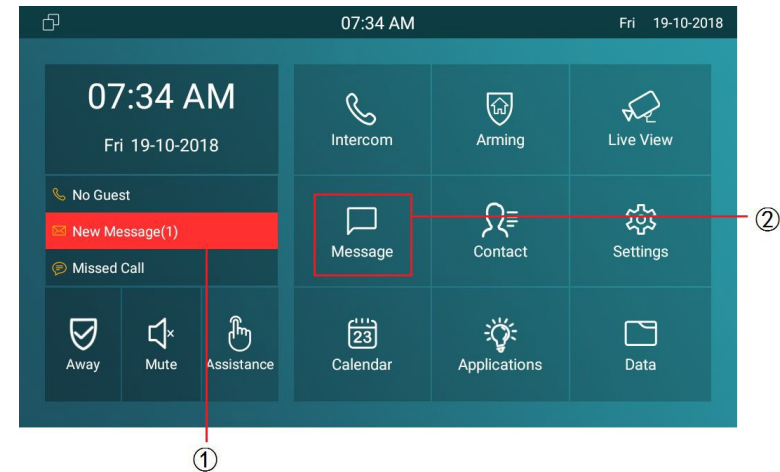 07:34 AM
Fri 19-10-2018
07:34 AM
Fri 19-10-2018
No Guest
New Message(1)
Missed Call
Away
Mute
Assistance
Intercom
Arming
Live View
Message
Contact
Settings
23
Calendar
Applications
Data
①
②